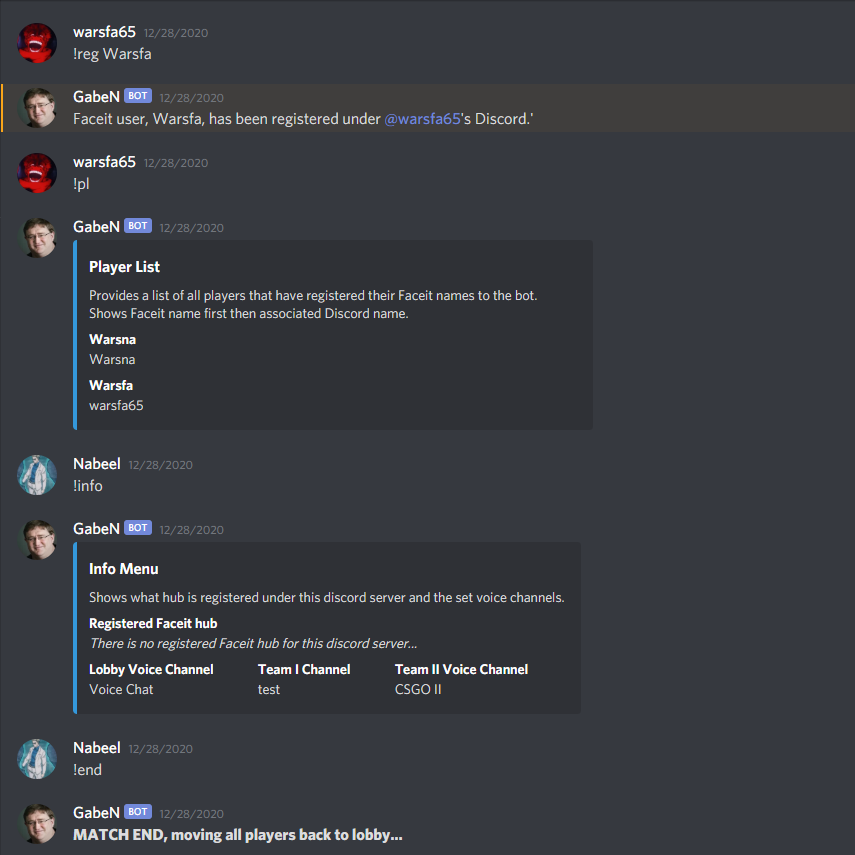 warsfa65 12/28/2020
!reg Warsfa
GabeN BOT 12/28/2020
Faceit user, Warsfa, has been registered under @warsfa65's Discord.'
warsfa65 12/28/2020
!pl
GabeN BOT 12/28/2020
Player List
Provides a list of all players that have registered their Faceit names to the bot.
Shows Faceit name first then associated Discord name.
Warsna
Warsna
Warsfa
warsfa65
Nabeel 12/28/2020
!info
GabeN BOT 12/28/2020
Info Menu
Shows what hub is registered under this discord server and the set voice channels.
Registered Faceit hub
There is no registered Faceit hub for this discord server...
Lobby Voice Channel Team I Channel Team II Voice Channel
Voice Chat test CSGO II
Nabeel 12/28/2020
!end
GabeN BOT 12/28/2020
MATCH END, moving all players back to lobby...